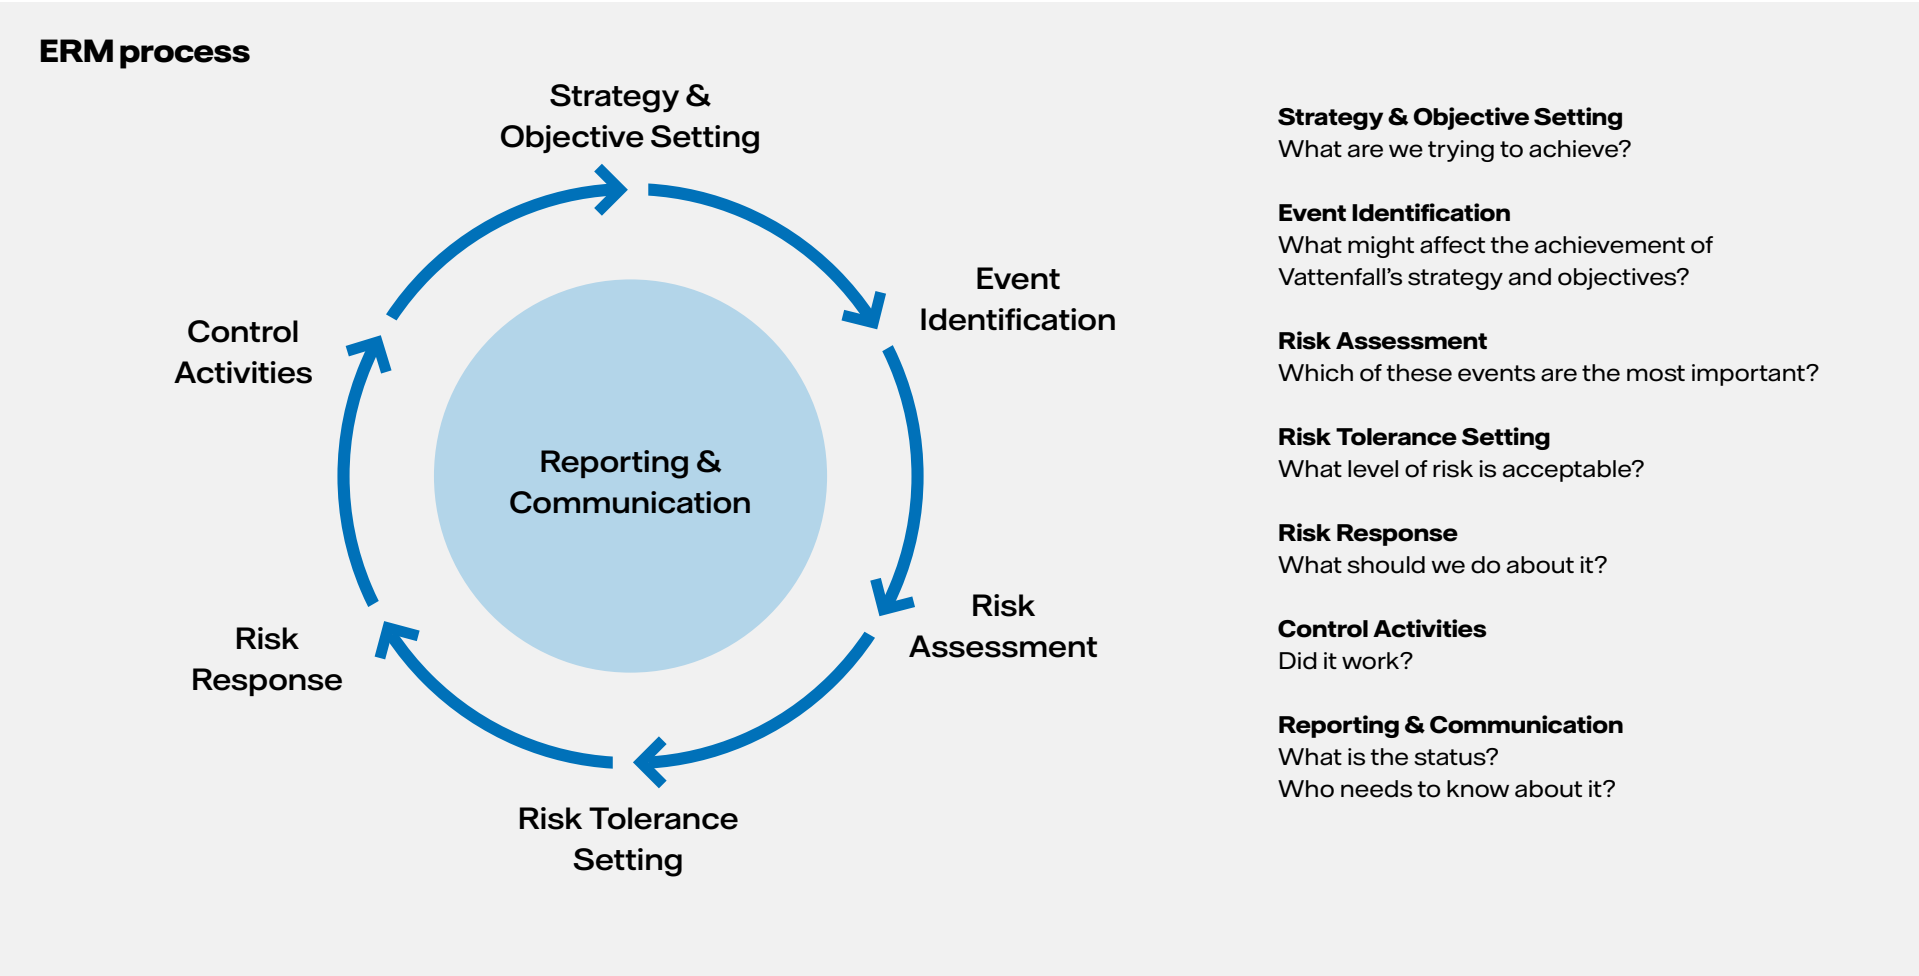 ERM process
Strategy &
Objective Setting
Event
Identification
Risk
Assessment
Risk Tolerance
Setting
Risk
Response
Control
Activities
Reporting &
Communication
Strategy & Objective Setting
What are we trying to achieve?
Event Identification
What might affect the achievement of
Vattenfall’s strategy and objectives?
Risk Assessment
Which of these events are the most important?
Risk Tolerance Setting
What level of risk is acceptable?
Risk Response
What should we do about it?
Control Activities
Did it work?
Reporting & Communication
What is the status?
Who needs to know about it?